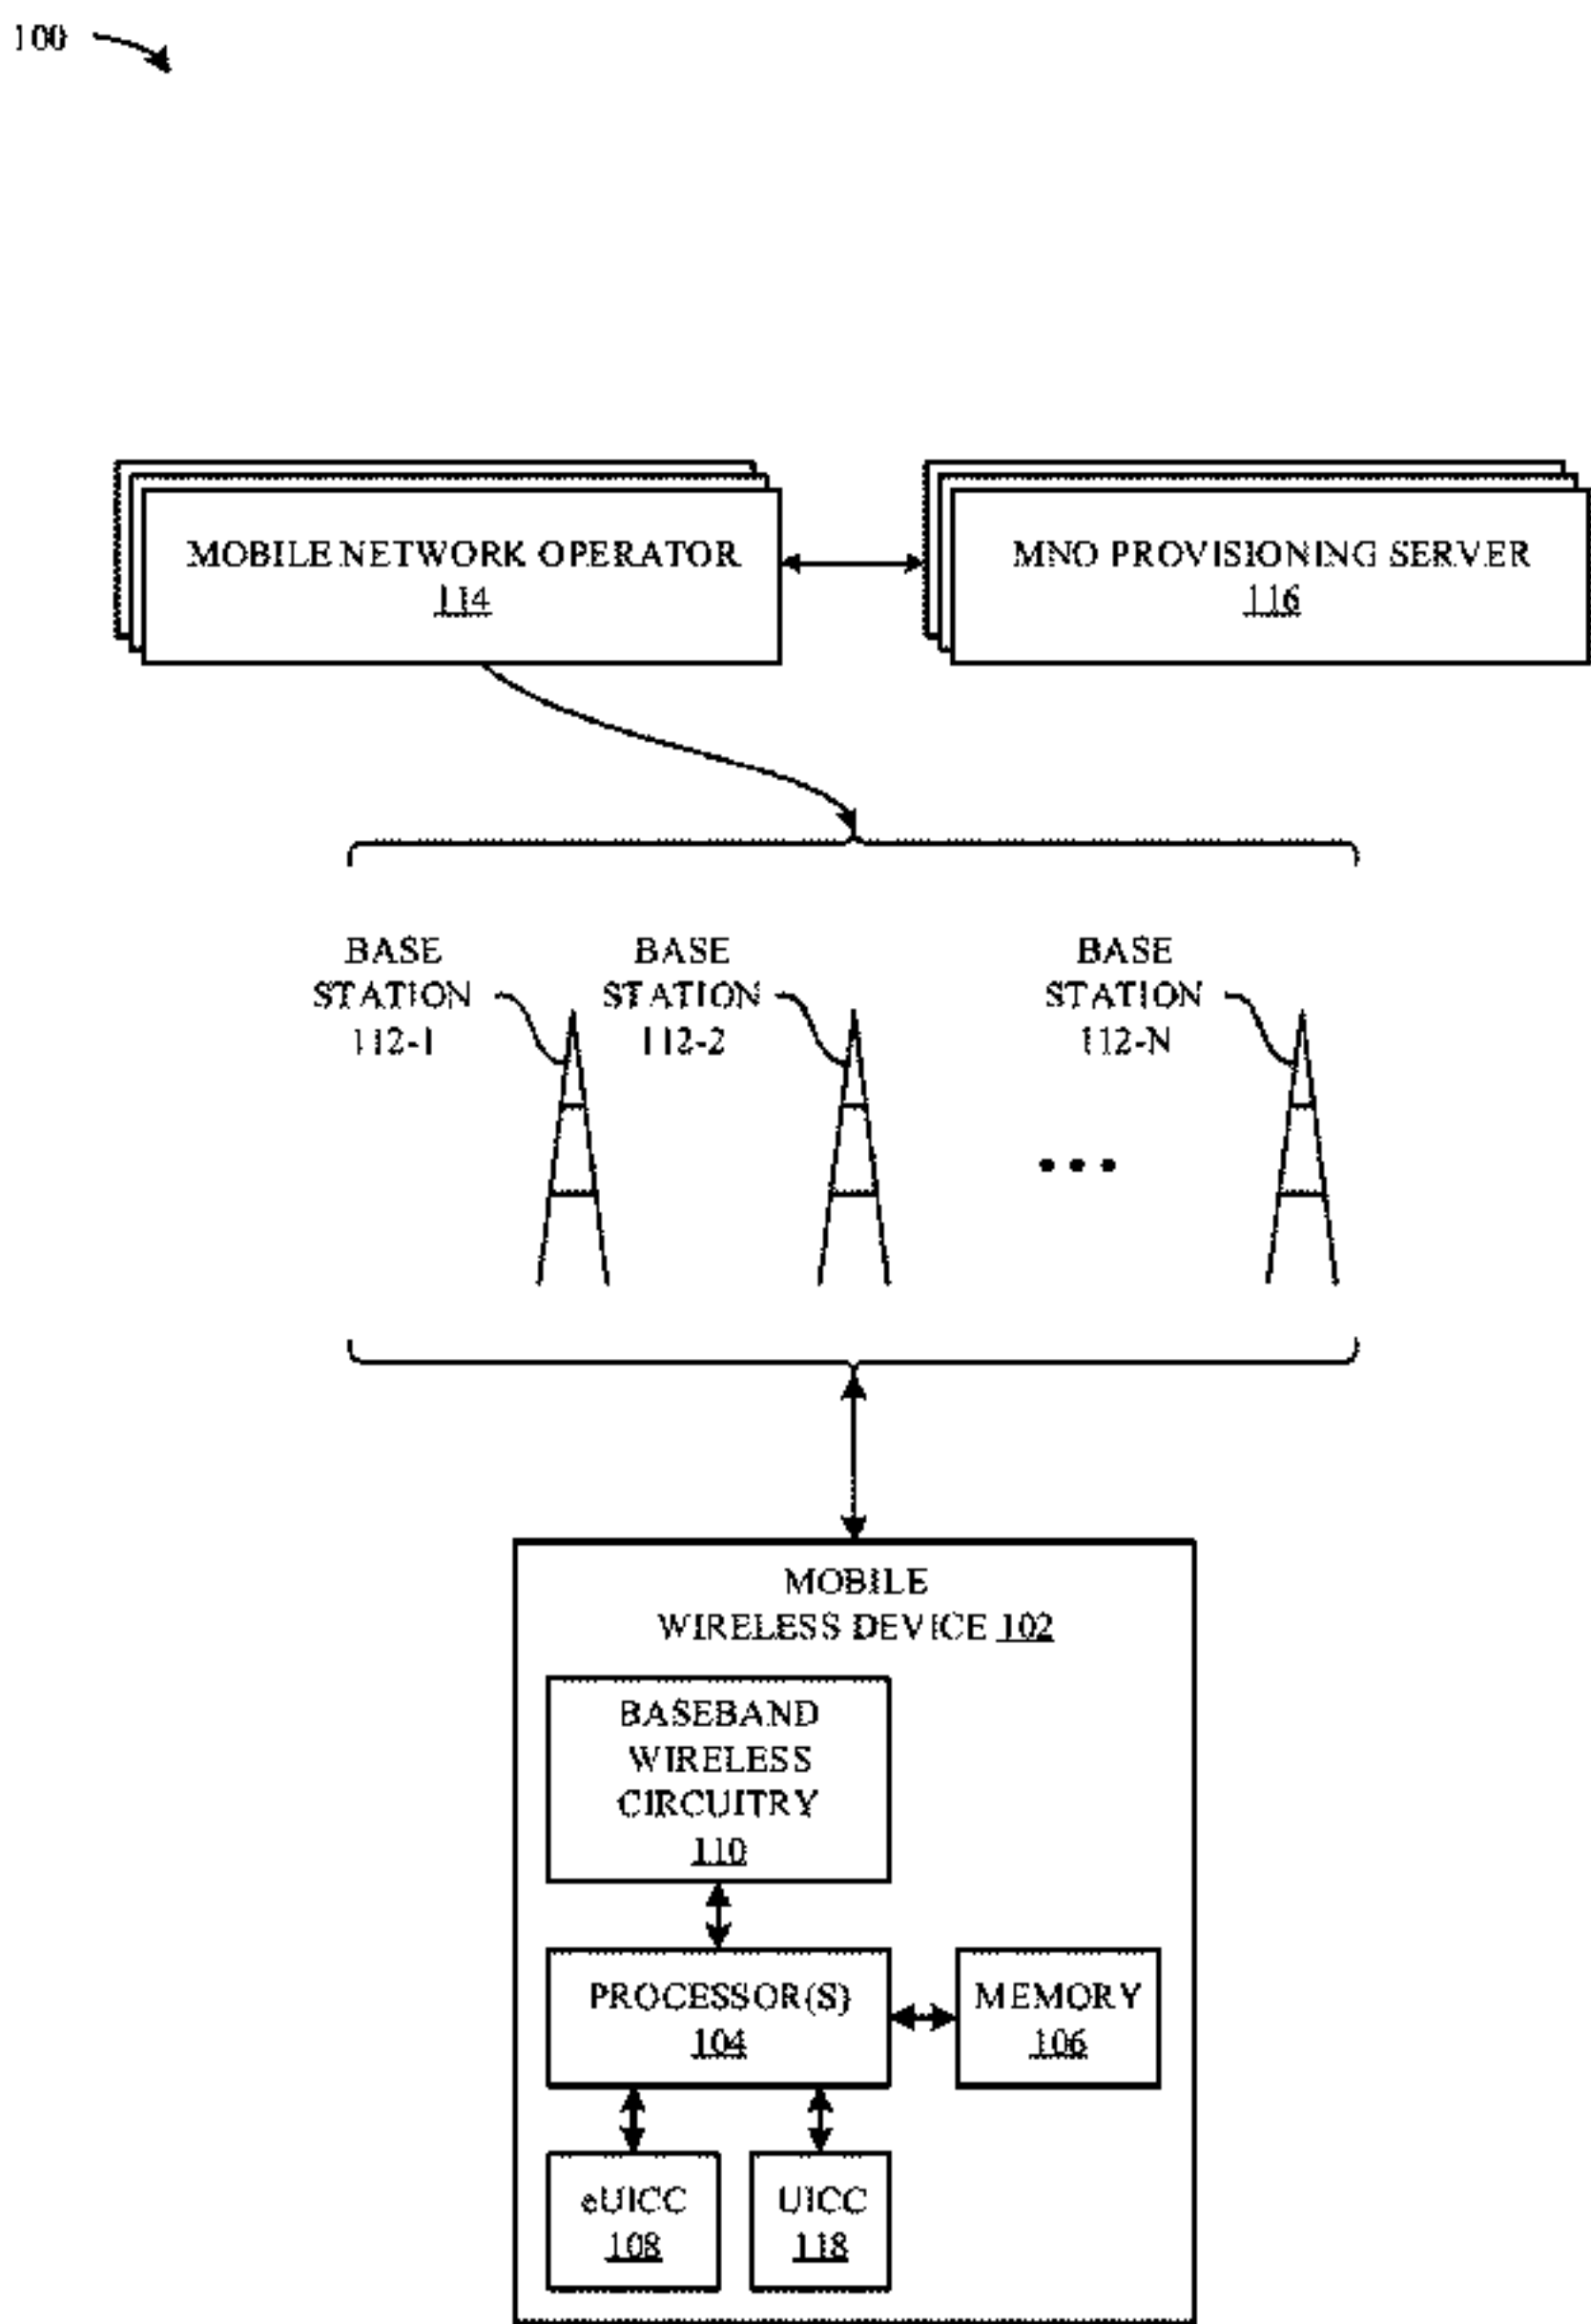 100
MOBILE NETWORK OPERATOR
114
MNO PROVISIONING SERVER
116
BASE
STATION
112-1
BASE
STATION
112-2
BASE
STATION
112-N
MOBILE
WIRELESS DEVICE 102
BASEBAND
WIRELESS
CIRCUITRY
110
PROCESSOR(S)
104
MEMORY
106
eUICC
108
UICC
118